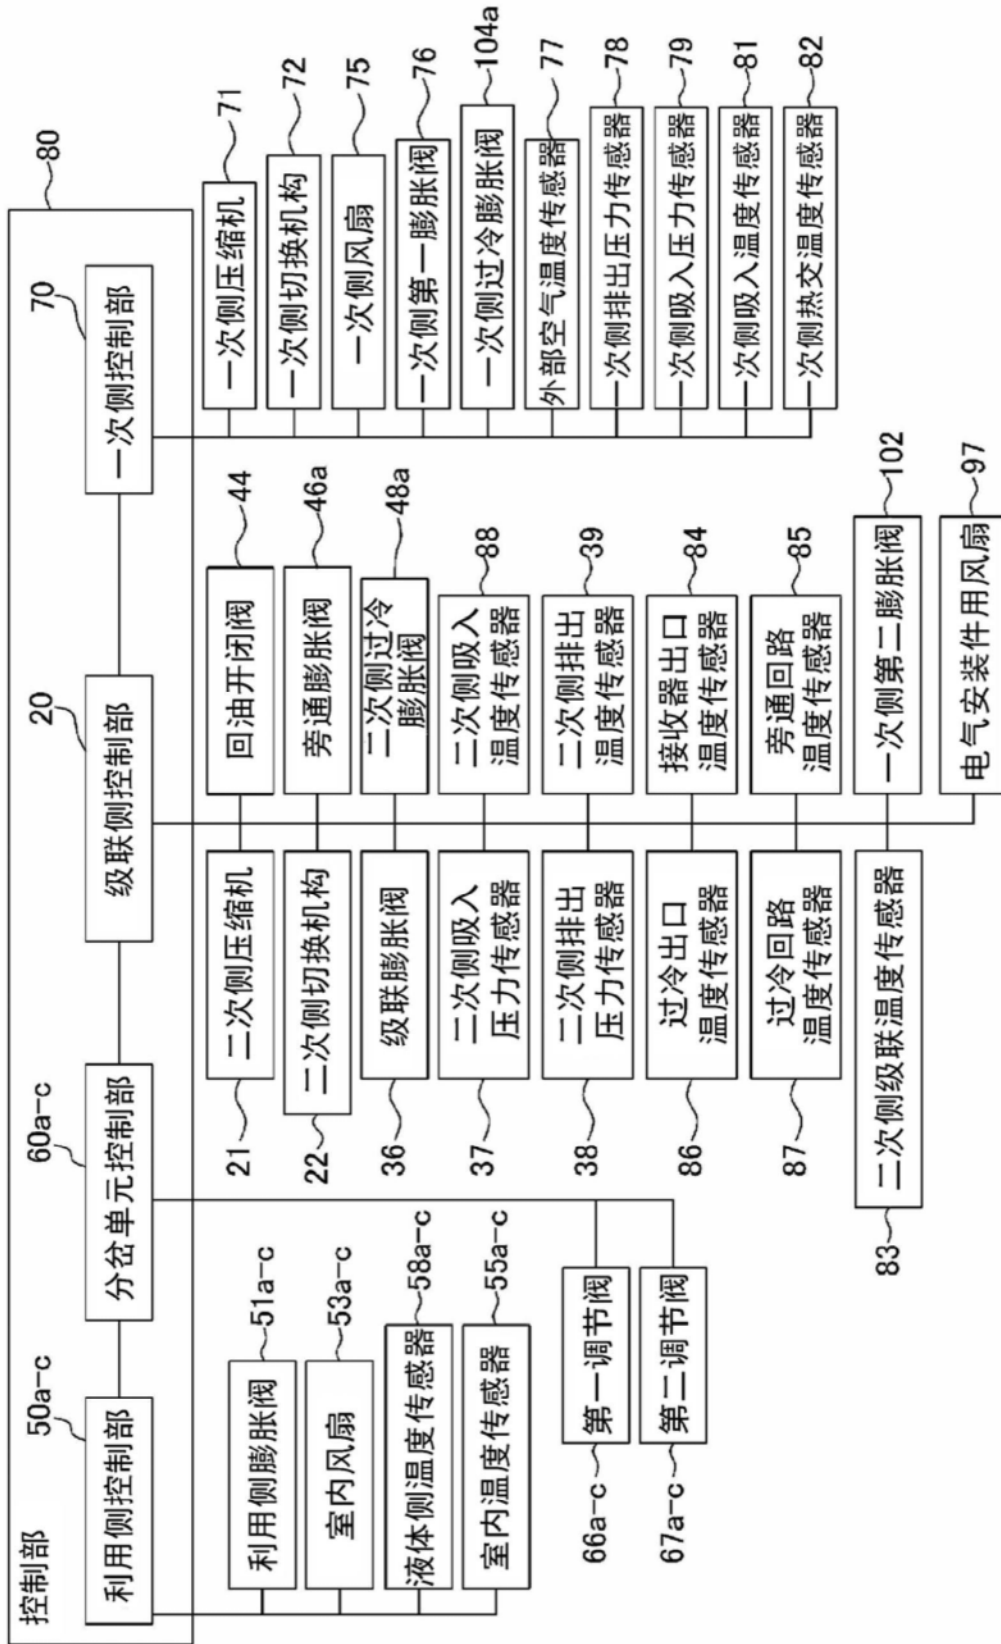 控制部
80
50a-c
利用侧控制部
60a-c
分岔单元控制部
20
级联侧控制部
70
一次侧控制部
利用侧膨胀阀
51a-c
室内风扇
53a-c
液体侧温度传感器
58a-c
室内温度传感器
55a-c
66a-c
第一调节阀
67a-c
第二调节阀
21
二次侧压缩机
22
二次侧切换机构
36
级联膨胀阀
37
二次侧吸入
压力传感器
38
二次侧排出
压力传感器
86
过冷出口
温度传感器
87
过冷回路
温度传感器
83
二次侧级联温度传感器
回油开闭阀
44
旁通膨胀阀
46a
二次侧过冷
膨胀阀
48a
二次侧吸入
温度传感器
88
二次侧排出
温度传感器
39
接收器出口
温度传感器
84
旁通回路
温度传感器
85
一次侧第二膨胀阀
102
电气安装件用风扇
97
一次侧压缩机
71
一次侧切换机构
72
一次侧风扇
75
一次侧第一膨胀阀
76
一次侧过冷膨胀阀
104a
外部空气温度传感器
77
一次侧排出压力传感器
78
一次侧吸入压力传感器
79
一次侧吸入温度传感器
81
一次侧热交温度传感器
82